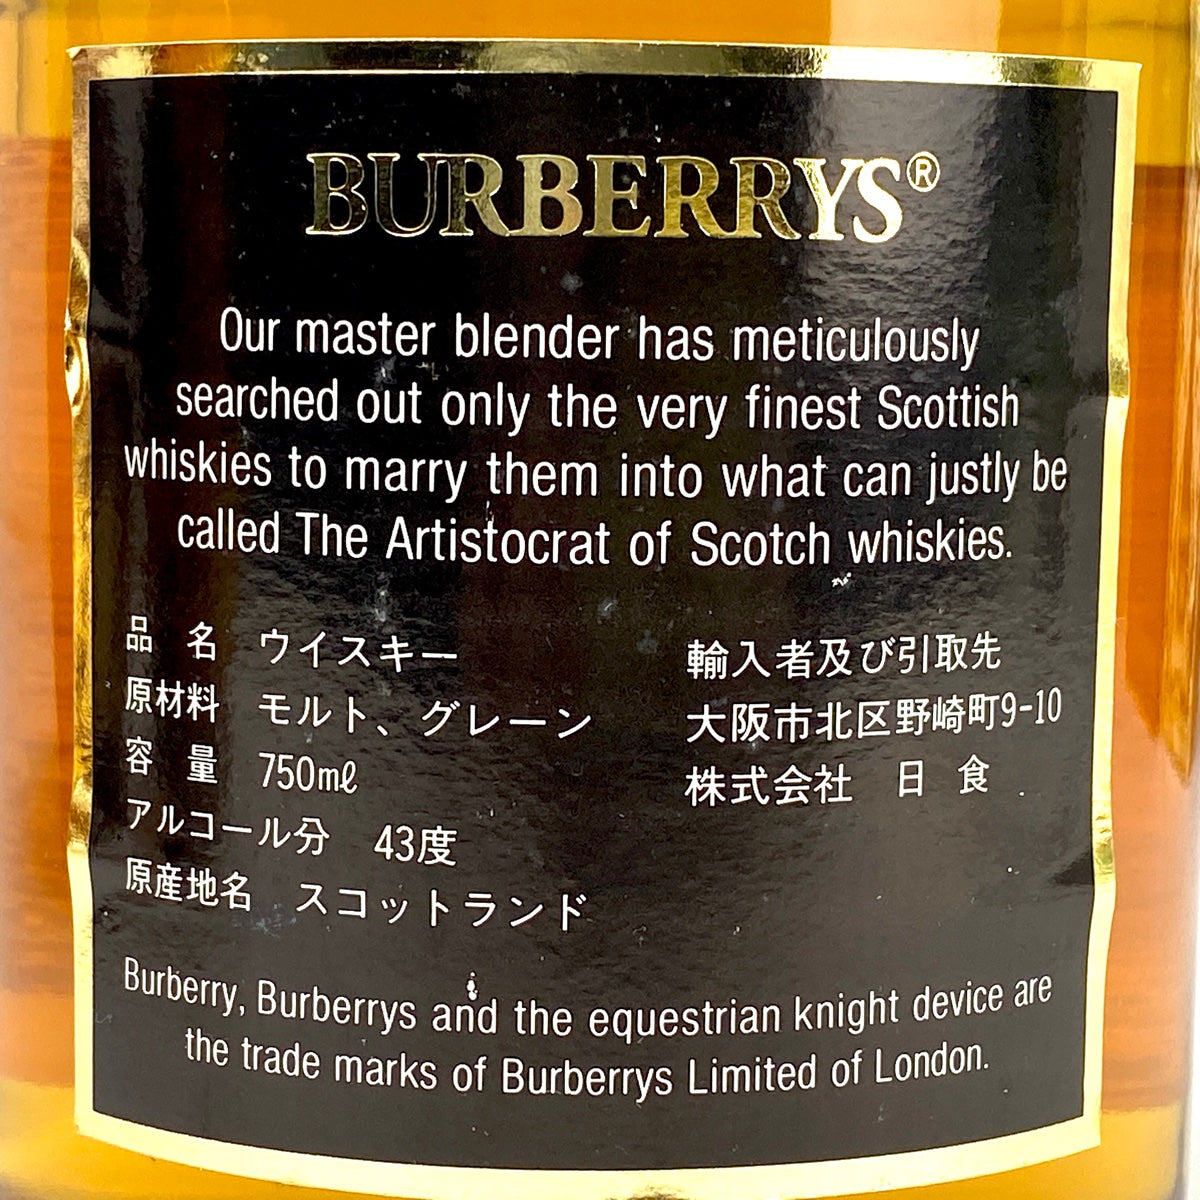 BURBERRYS®
Our master blender has meticulously
searched out only the very finest Scottish
whiskies to marry them into what can justly be
called The Artistocrat of Scotch whiskies.
品 名 ウイスキー
原材料 モルト、グレーン
容 量 750mℓ
アルコール分 43度
原産地名 スコットランド
輸入者及び引取先
大阪市北区野崎町9-10
株式会社 日 食
Burberry, Burberrys and the equestrian knight device are
the trade marks of Burberrys Limited of London.